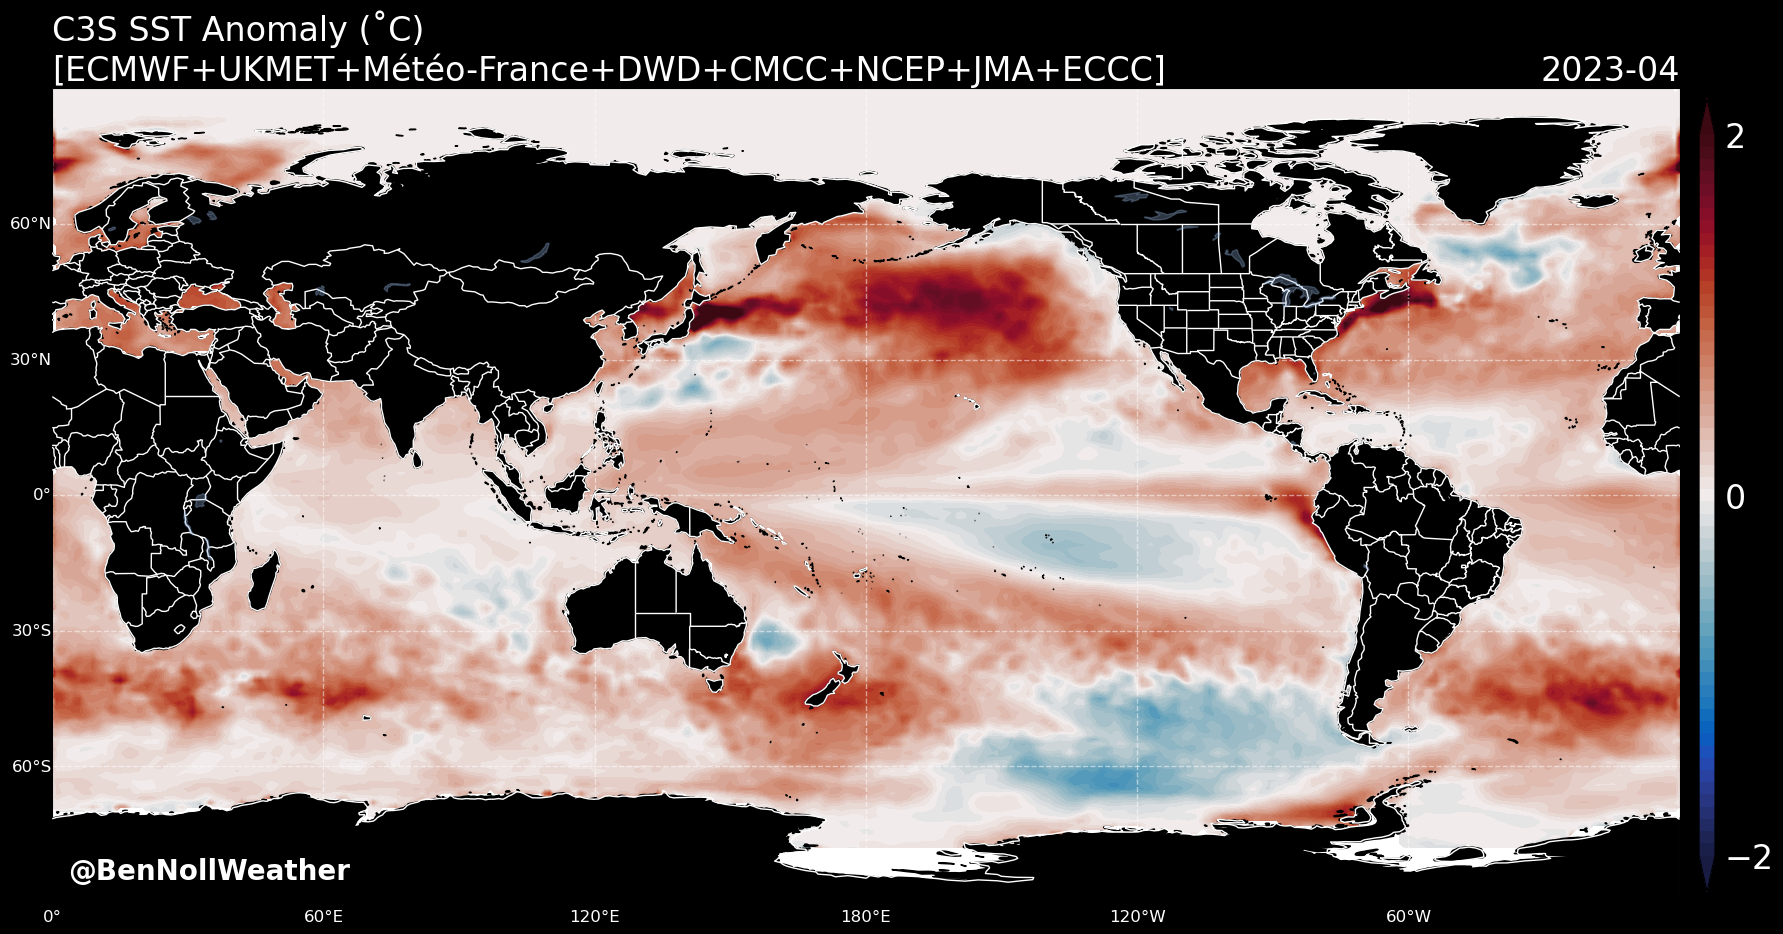 C3S SST Anomaly (˚C)
[ECMWF+UKMET+Météo-France+DWD+CMCC+NCEP+JMA+ECCC]
2023-04
2
60°N
30°N
0°
0
30°S
60°S
−2
@BenNollWeather
0°
60°E
120°E
180°E
120°W
60°W